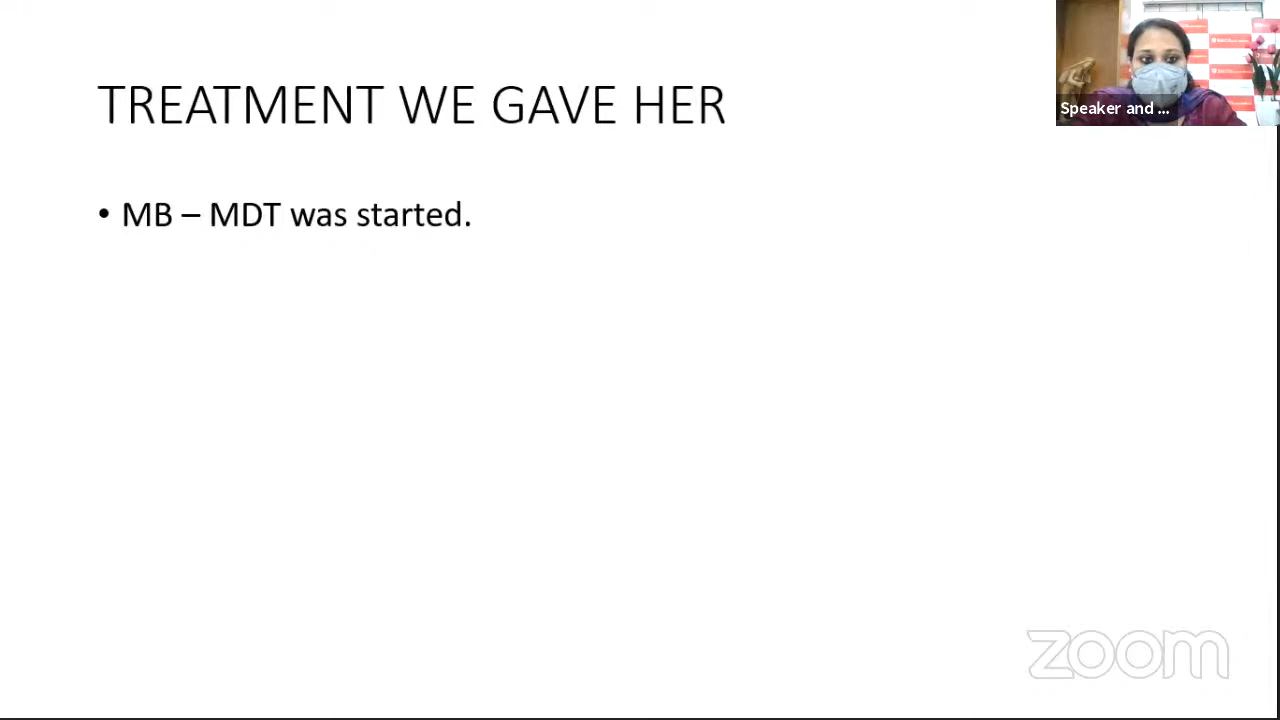 TREATMENT WE GAVE HER
Speaker and ...
• MB – MDT was started.
zoom